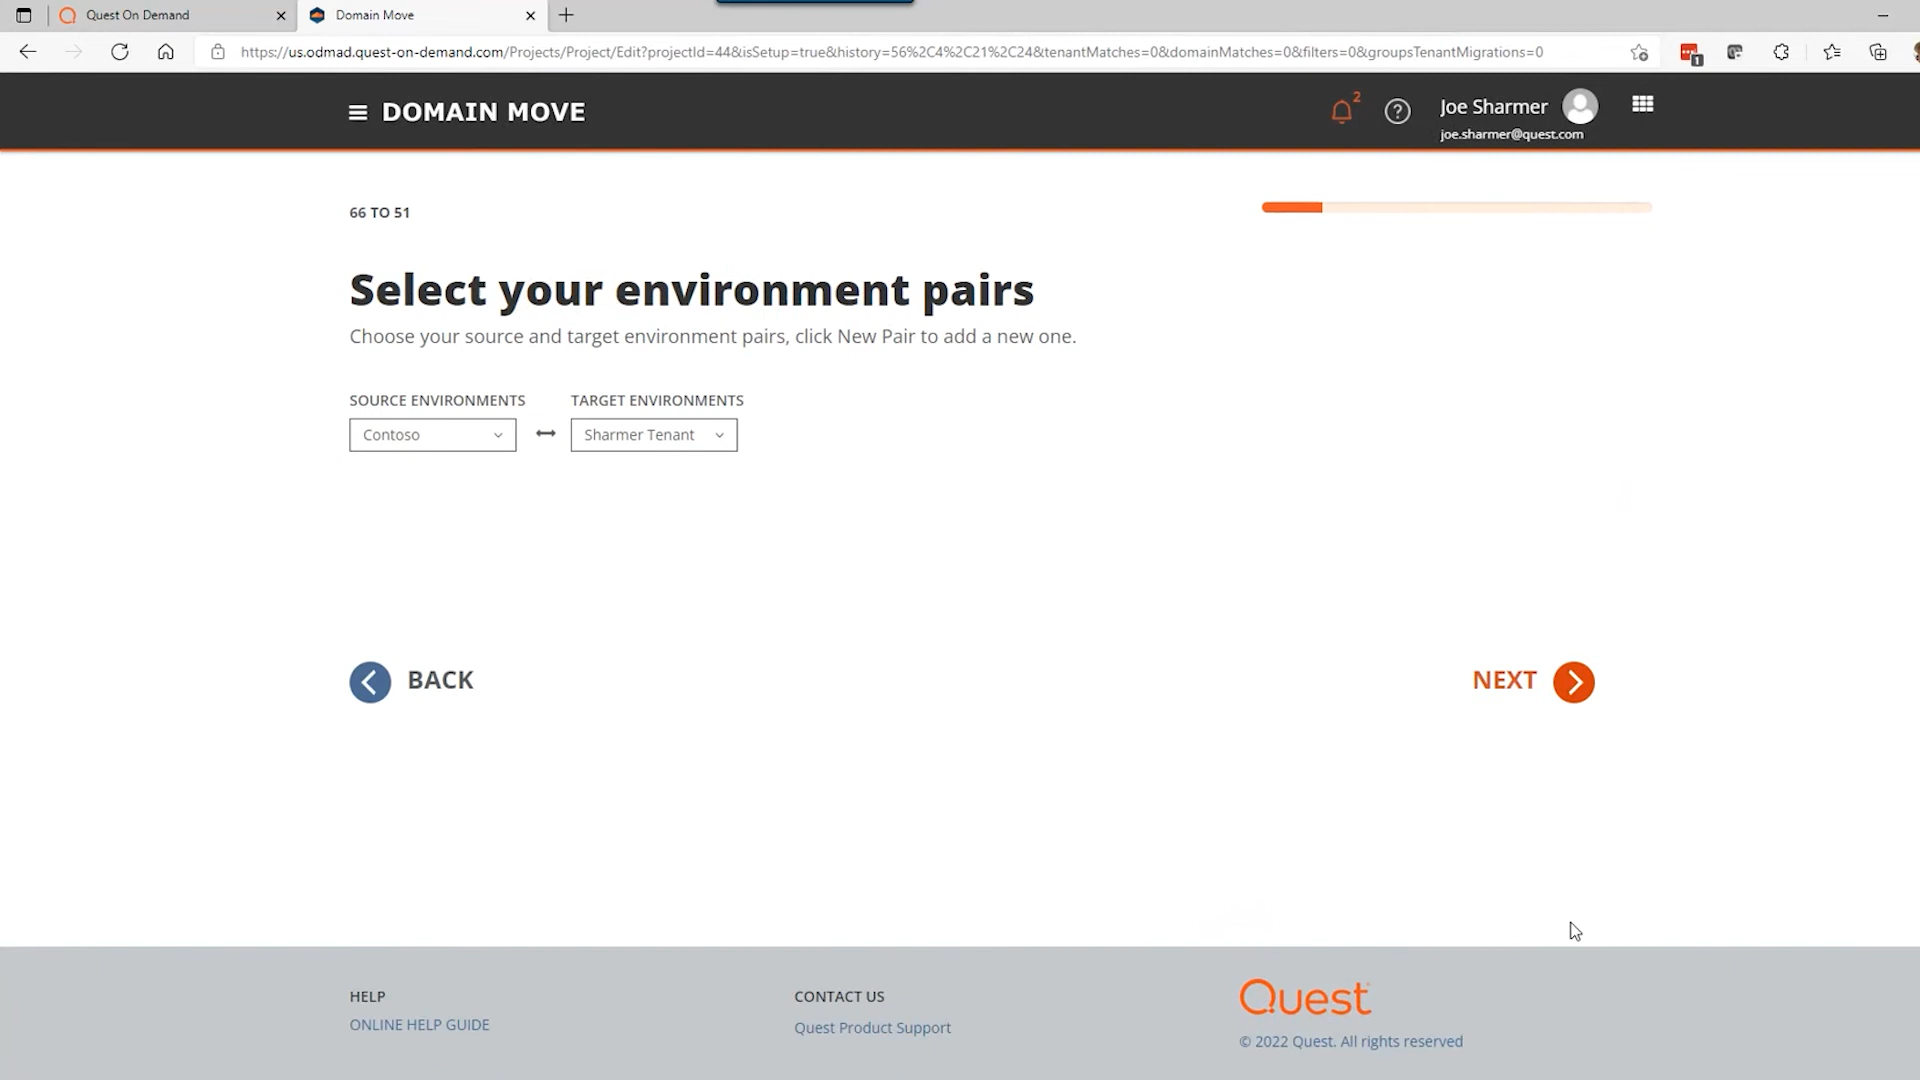 Quest On Demand
Domain Move
https://us.odmad.quest-on-demand.com/Projects/Project/Edit?projectId=44&isSetup=true&history=56%2C4%2C21%2C24&tenantMatches=0&domainMatches=0&filters=0&groupsTenantMigrations=0
1
DOMAIN MOVE
2
?
Joe Sharmer
joe.sharmer@quest.com
66 TO 51
Select your environment pairs
Choose your source and target environment pairs, click New Pair to add a new one.
SOURCE ENVIRONMENTS
TARGET ENVIRONMENTS
Contoso
Sharmer Tenant
BACK
NEXT
HELP
ONLINE HELP GUIDE
CONTACT US
Quest Product Support
Quest
© 2022 Quest. All rights reserved